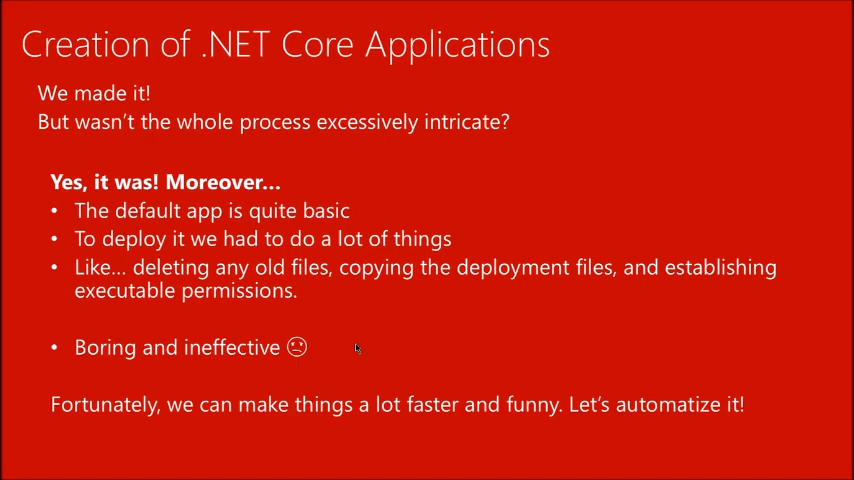 Creation of .NET Core Applications
We made it!
But wasn't the whole process excessively intricate?
Yes, it was! Moreover...
• The default app is quite basic
• To deploy it we had to do a lot of things
• Like... deleting any old files, copying the deployment files, and establishing
executable permissions.
• Boring and ineffective ☹
Fortunately, we can make things a lot faster and funny. Let's automatize it!